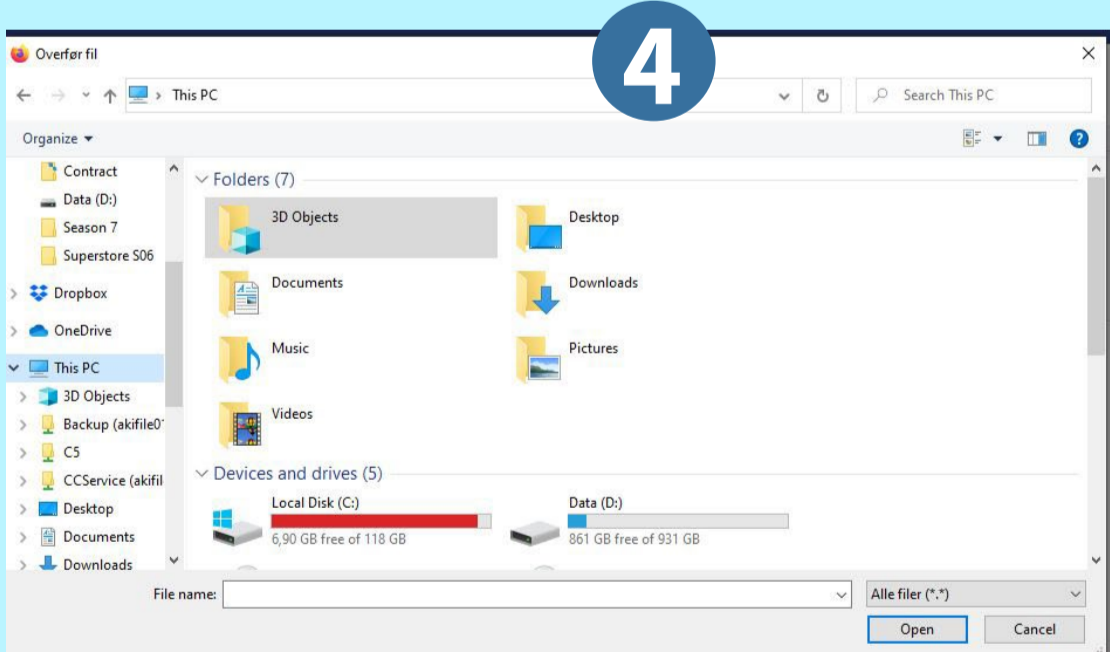 4
Overfør fil
This PC
Search This PC
Organize
Contract
Data (D:)
Season 7
Superstore S06
Dropbox
OneDrive
This PC
3D Objects
Backup (akifile01
C5
CCService (akifil
Desktop
Documents
Downloads
Folders (7)
3D Objects
Desktop
Documents
Downloads
Music
Pictures
Videos
Devices and drives (5)
Local Disk (C:)
6,90 GB free of 118 GB
Data (D:)
861 GB free of 931 GB
File name:
Alle filer (*.*)
Open
Cancel